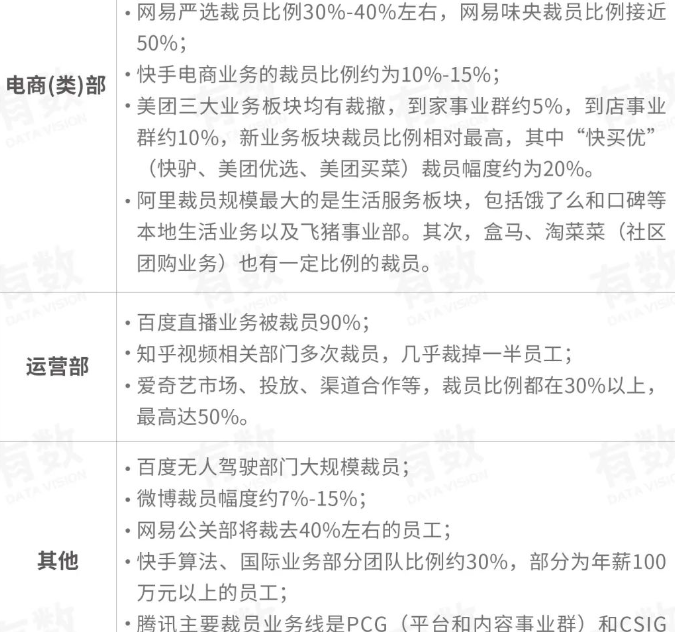 • 网易严选裁员比例30%-40%左右，网易味央裁员比例接近
50%；
• 快手电商业务的裁员比例约为10%-15%；
电商(类)部
• 美团三大业务板块均有裁撤，到家事业群约5%，到店事业
群约10%，新业务板块裁员比例相对最高，其中“快买优”
（快驴、美团优选、美团买菜）裁员幅度约为20%。
• 阿里裁员规模最大的是生活服务板块，包括饿了么和口碑等
本地生活业务以及飞猪事业部。其次，盒马、淘菜菜（社区
团购业务）也有一定比例的裁员。
• 百度直播业务被裁员90%；
• 知乎视频相关部门多次裁员，几乎裁掉一半员工；
运营部
• 爱奇艺市场、投放、渠道合作等，裁员比例都在30%以上，
最高达50%。
• 百度无人驾驶部门大规模裁员；
• 微博裁员幅度约7%-15%；
• 网易公关部将裁去40%左右的员工；
其他
• 快手算法、国际业务部分团队比例约30%，部分为年薪100
万元以上的员工；
• 腾讯主要裁员业务线是PCG（平台和内容事业群）和CSIG
有数
DATA VISION